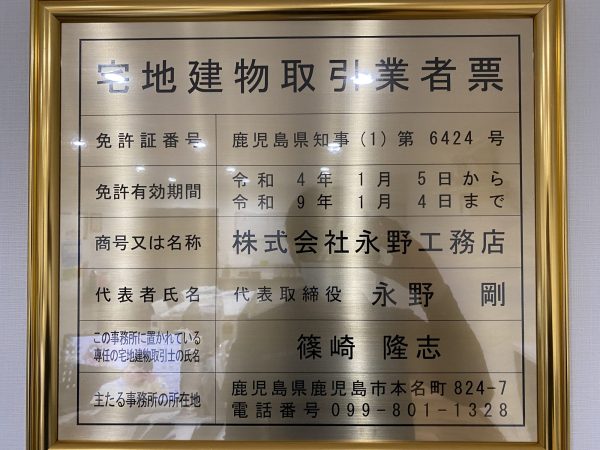 宅地建物取引業者票
免許証番号 鹿児島県知事 (1) 第 6424 号
免許有効期間 令和 4年 1月 5日から
令和 9年 1月 4日まで
商号又は名称 株式会社永野工務店
代表者氏名 代表取締役 永野 剛
この事務所に置かれている
専任の宅地建物取引士の氏名 篠崎 隆志
主たる事務所の所在地 鹿児島県鹿児島市本名町 824-7
電話番号 099-801-1328